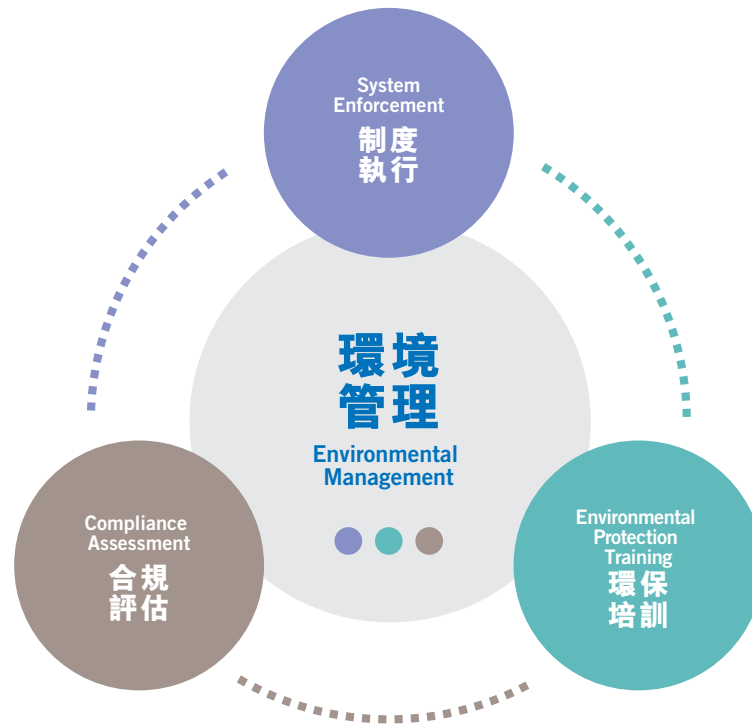 System
Enforcement
制度
執行
環境
管理
Environmental
Management
Compliance
Assessment
合規
評估
Environmental
Protection
Training
環保
培訓